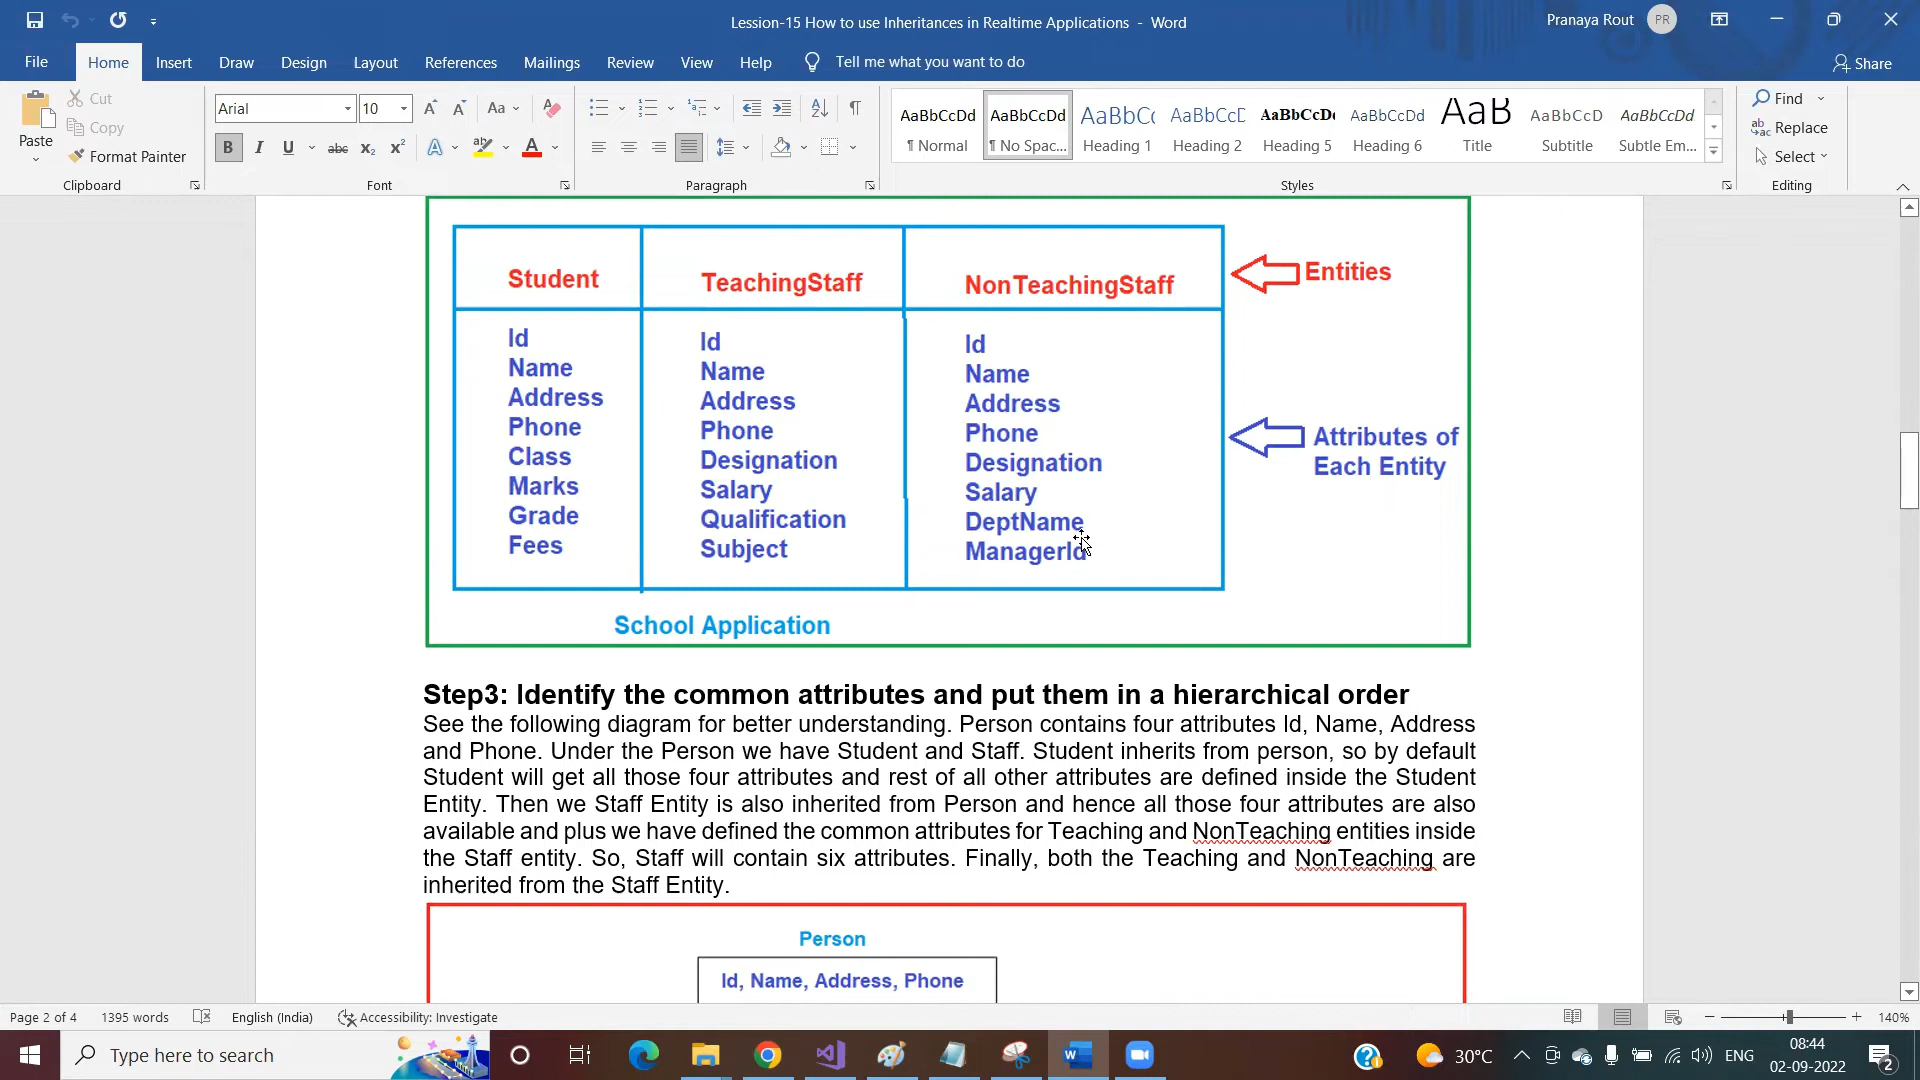 Lession-15 How to use Inheritances in Realtime Applications - Word
Pranaya Rout PR
File Home Insert Draw Design Layout References Mailings Review View Help Tell me what you want to do Share
Paste
Cut
Copy
Format Painter
Clipboard
Arial 10
Aa
B I U abc x₂ x² A ab A
Font
Paragraph
AaBbCcDd AaBbCcDd AaBbC( AaBbCcD AaBbCcDc AaBbCcDd AaB AaBbCcD AaBbCcDd
¶ Normal ¶ No Spac... Heading 1 Heading 2 Heading 5 Heading 6 Title Subtitle Subtle Em...
Styles
Find
Replace
Select
Editing
Student TeachingStaff NonTeachingStaff Entities
Id
Name
Address
Phone
Class
Marks
Grade
Fees
Id
Name
Address
Phone
Designation
Salary
Qualification
Subject
Id
Name
Address
Phone
Designation
Salary
DeptName
ManagerId
Attributes of
Each Entity
School Application
Step3: Identify the common attributes and put them in a hierarchical order
See the following diagram for better understanding. Person contains four attributes Id, Name, Address
and Phone. Under the Person we have Student and Staff. Student inherits from person, so by default
Student will get all those four attributes and rest of all other attributes are defined inside the Student
Entity. Then we Staff Entity is also inherited from Person and hence all those four attributes are also
available and plus we have defined the common attributes for Teaching and NonTeaching entities inside
the Staff entity. So, Staff will contain six attributes. Finally, both the Teaching and NonTeaching are
inherited from the Staff Entity.
Person
Id, Name, Address, Phone
Page 2 of 4 1395 words English (India) Accessibility: Investigate 140%
Type here to search
30°C ENG
08:44
02-09-2022
2